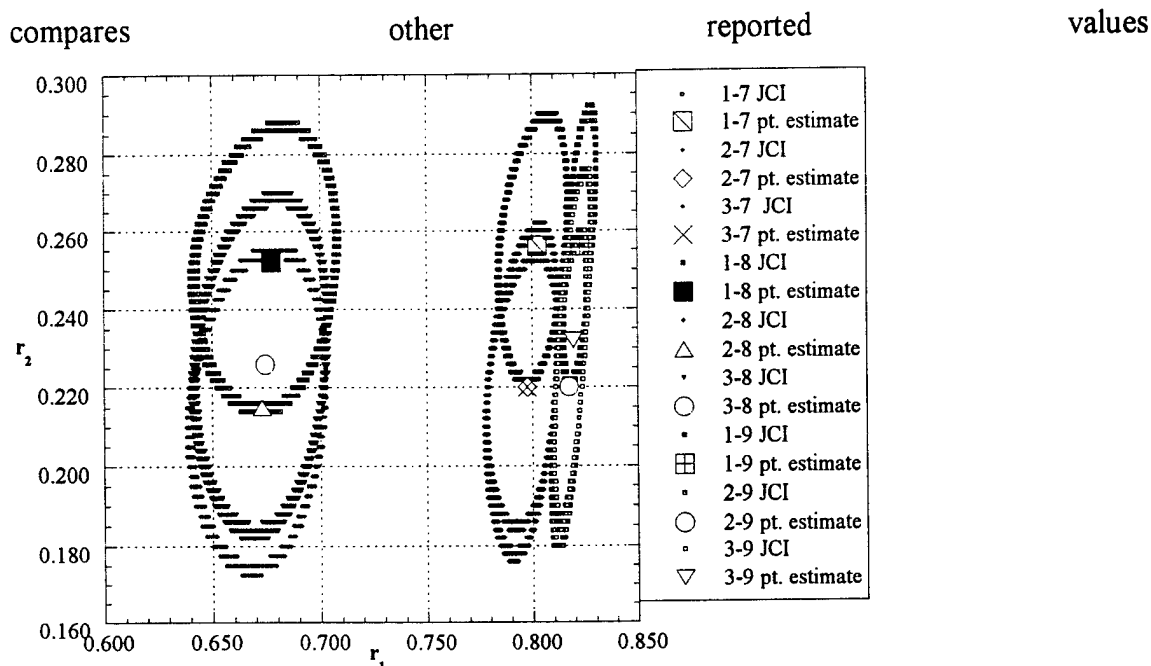 compares other reported values
0.300
0.280
0.260
0.240
r2
0.220
0.200
0.180
0.160
0.600 0.650 0.700 0.750 0.800 0.850
r1
1-7 JCI
1-7 pt. estimate
2-7 JCI
2-7 pt. estimate
3-7 JCI
3-7 pt. estimate
1-8 JCI
1-8 pt. estimate
2-8 JCI
2-8 pt. estimate
3-8 JCI
3-8 pt. estimate
1-9 JCI
1-9 pt. estimate
2-9 JCI
2-9 pt. estimate
3-9 JCI
3-9 pt. estimate